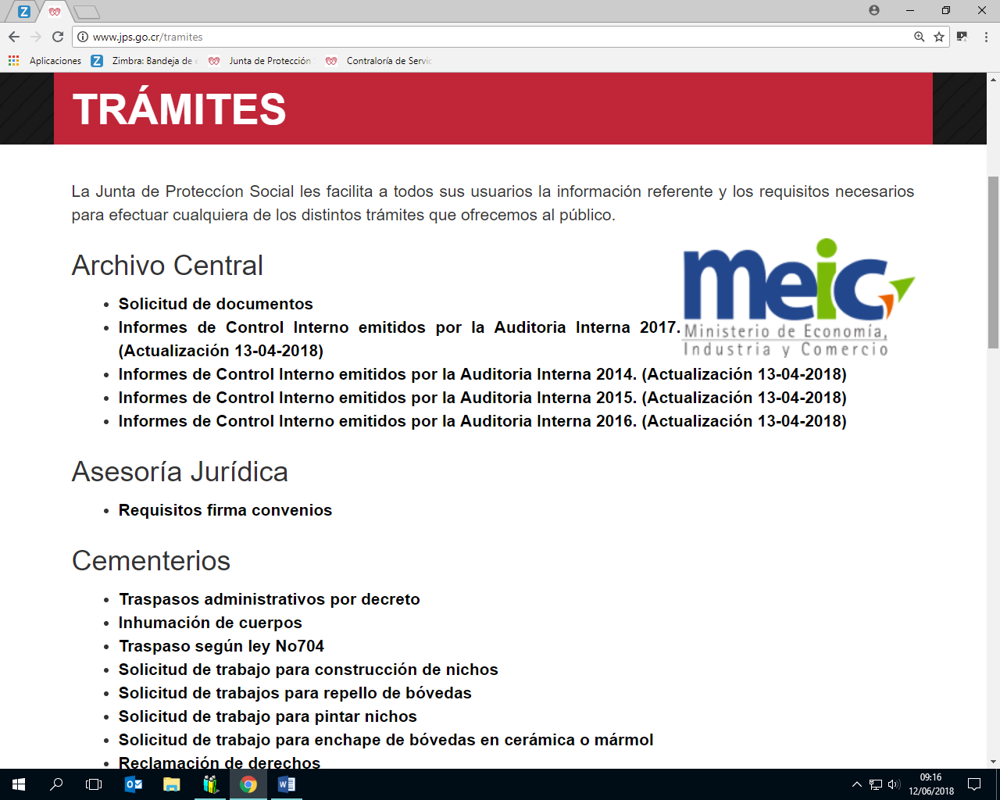 www.jps.go.cr/tramites
Aplicaciones
Zimbra: Bandeja de e
Junta de Protección
Contraloría de Servic
TRÁMITES
La Junta de Proteccíon Social les facilita a todos sus usuarios la información referente y los requisitos necesarios
para efectuar cualquiera de los distintos trámites que ofrecemos al público.
meic
Ministerio de Economía,
Industria y Comercio
Archivo Central
• Solicitud de documentos
• Informes de Control Interno emitidos por la Auditoria Interna 2017.
(Actualización 13-04-2018)
• Informes de Control Interno emitidos por la Auditoria Interna 2014. (Actualización 13-04-2018)
• Informes de Control Interno emitidos por la Auditoria Interna 2015. (Actualización 13-04-2018)
• Informes de Control Interno emitidos por la Auditoria Interna 2016. (Actualización 13-04-2018)
Asesoría Jurídica
• Requisitos firma convenios
Cementerios
• Traspasos administrativos por decreto
• Inhumación de cuerpos
• Traspaso según ley No704
• Solicitud de trabajo para construcción de nichos
• Solicitud de trabajos para repello de bóvedas
• Solicitud de trabajo para pintar nichos
• Solicitud de trabajo para enchape de bóvedas en cerámica o mármol
• Reclamación de derechos
09:16
12/06/2018